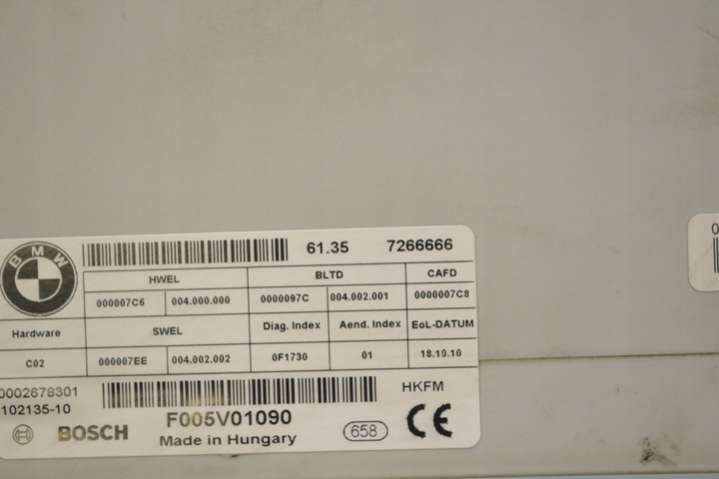 BMW
61.35 7266666
HWEL BLTD CAFD
000007C6 004.000.000 0000097C 004.002.001 0000007C8
Hardware SWEL Diag. Index Aend. Index EoL-DATUM
C02 000007EE 004.002.002 0F1730 01 18.10.10
0002678301 HKFM
102135-10 F005V01090
BOSCH Made in Hungary 658 CE
0